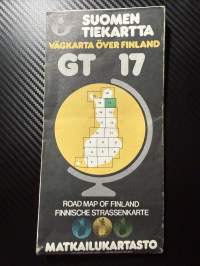 SUOMEN
TIEKARTTA
VÄGKARTA ÖVER FINLAND
GT 17
ROAD MAP OF FINLAND
FINNISCHE STRASSENKARTE
MATKAILUKARTASTO